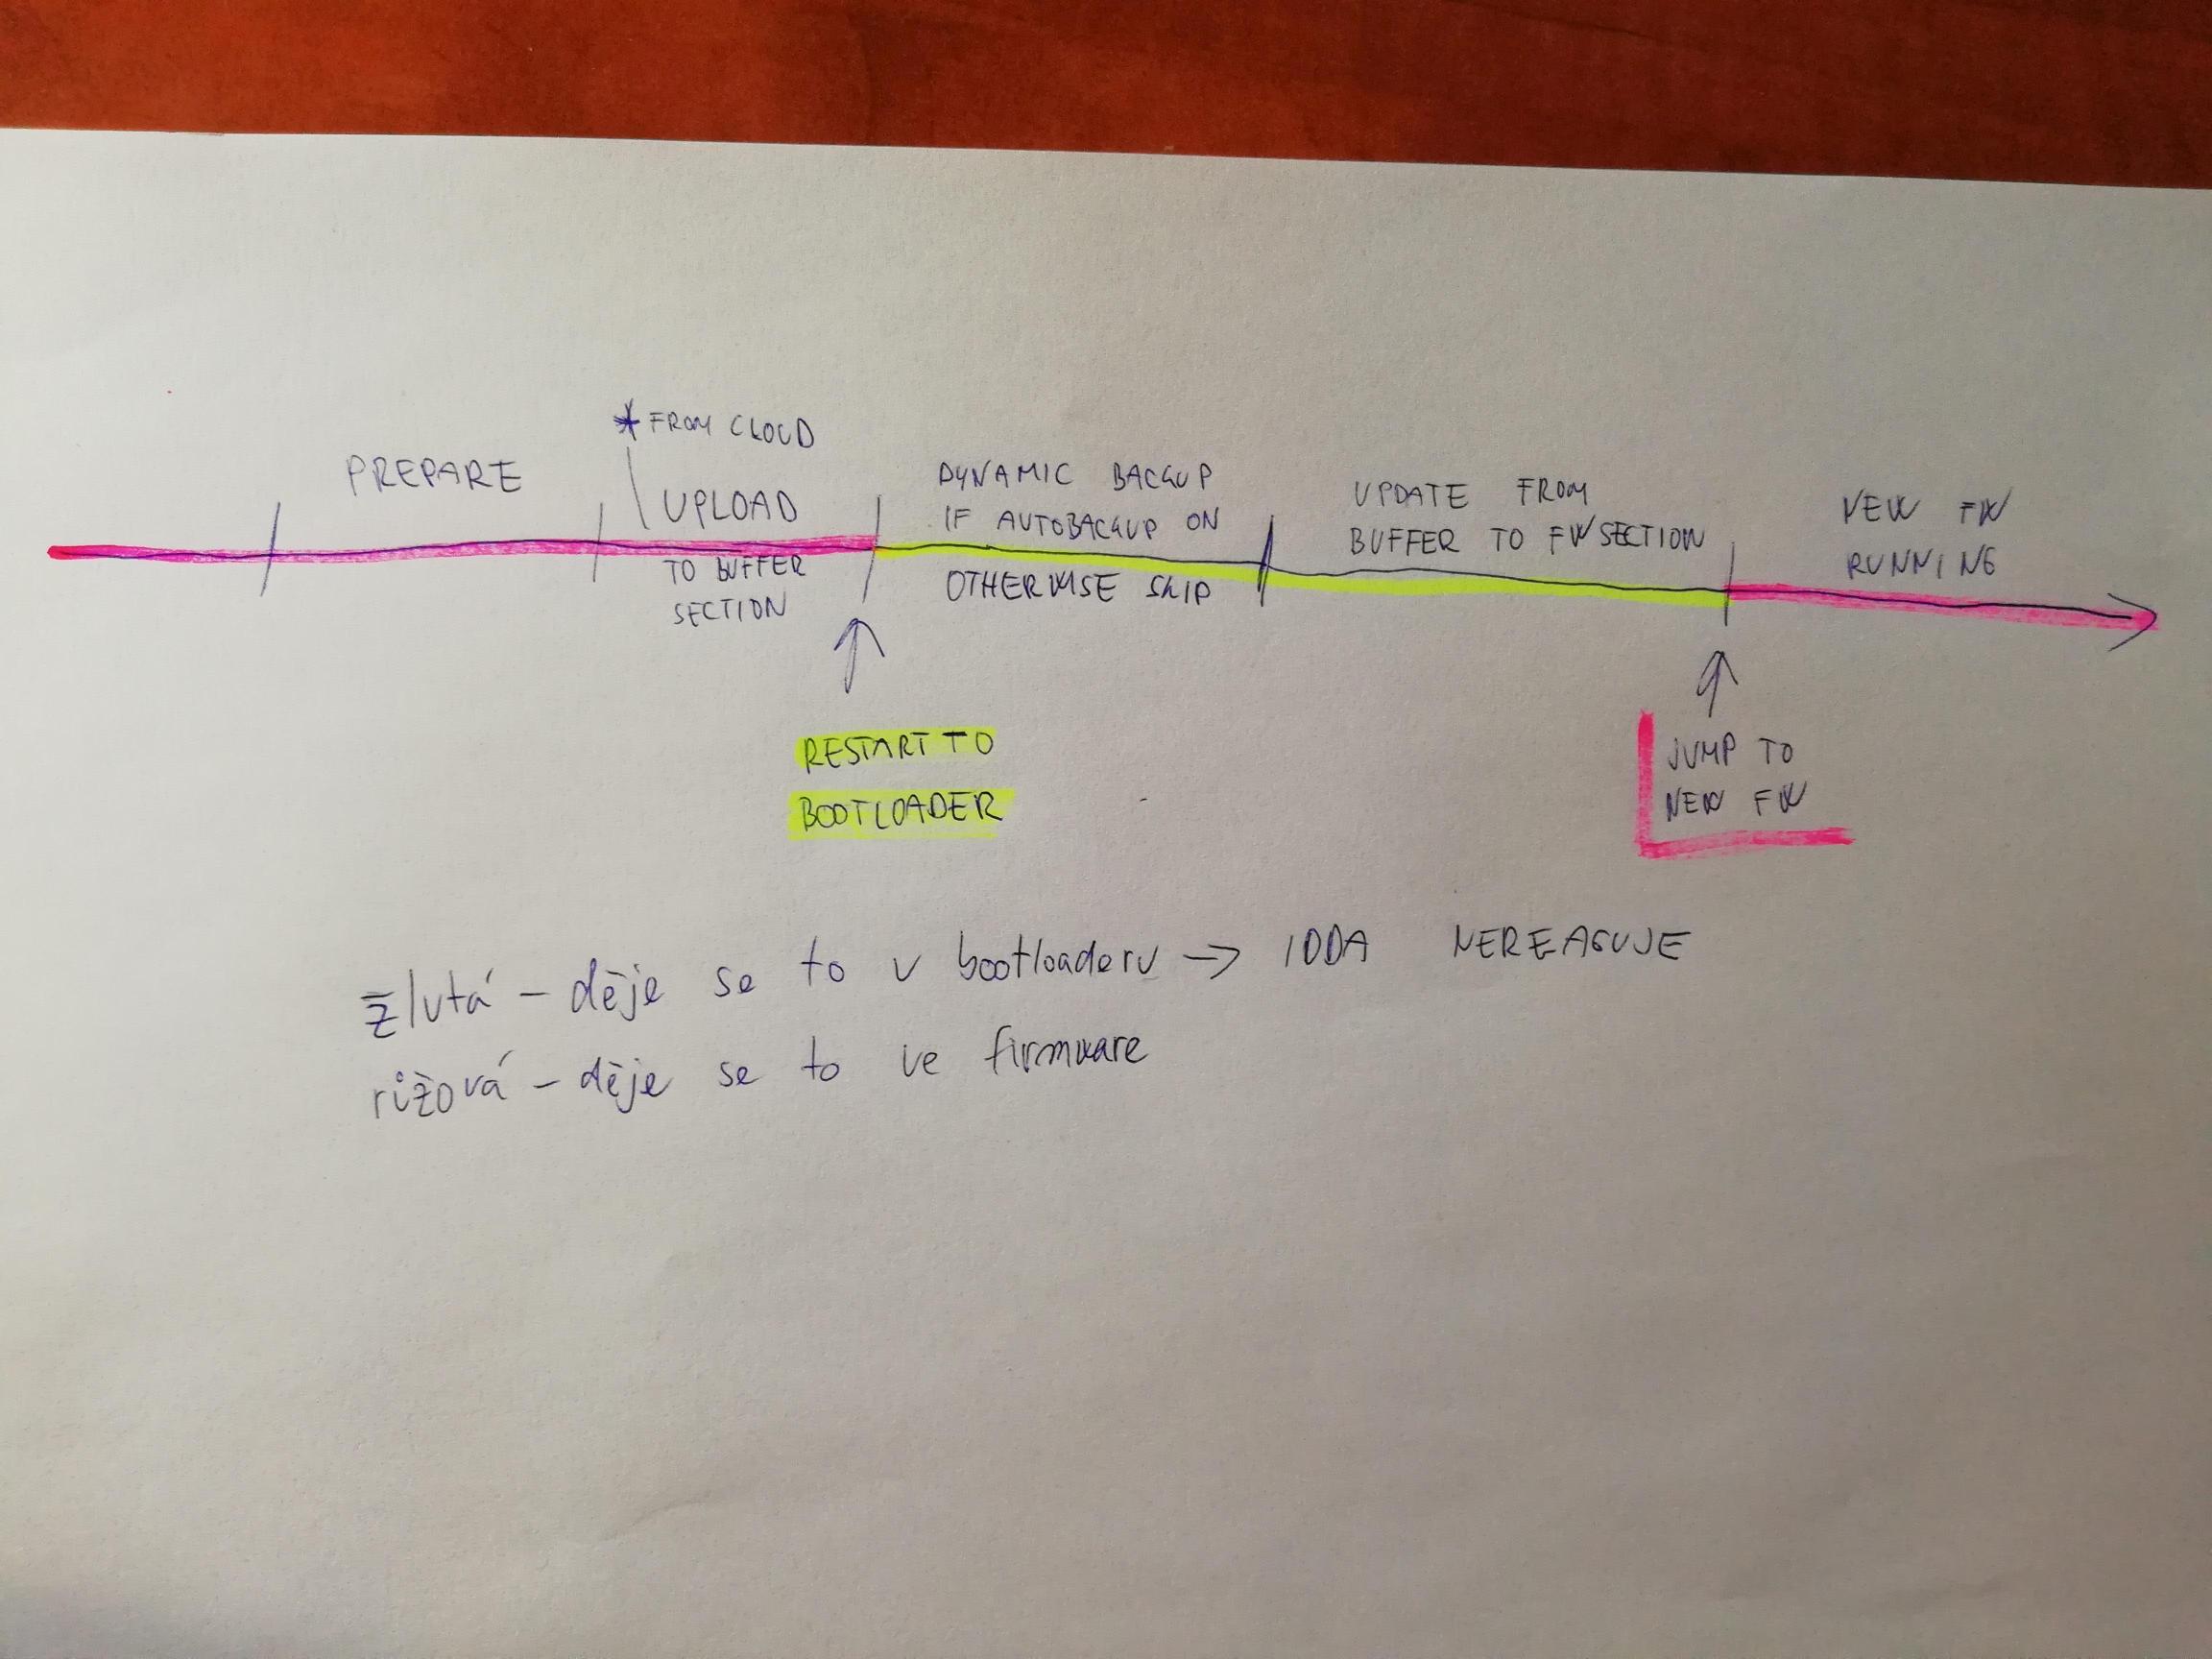 * FROM CLOUD
PREPARE
UPLOAD
TO BUFFER
SECTION
DYNAMIC BACKUP
IF AUTOBACKUP ON
OTHERWISE SKIP
UPDATE FROM
BUFFER TO FW SECTION
NEW FW
RUNNING
RESTART TO
BOOTLOADER
JUMP TO
NEW FW
žlutá - děje se to v bootloaderu → IODA NEREAGUJE
růžová - děje se to ve firmware